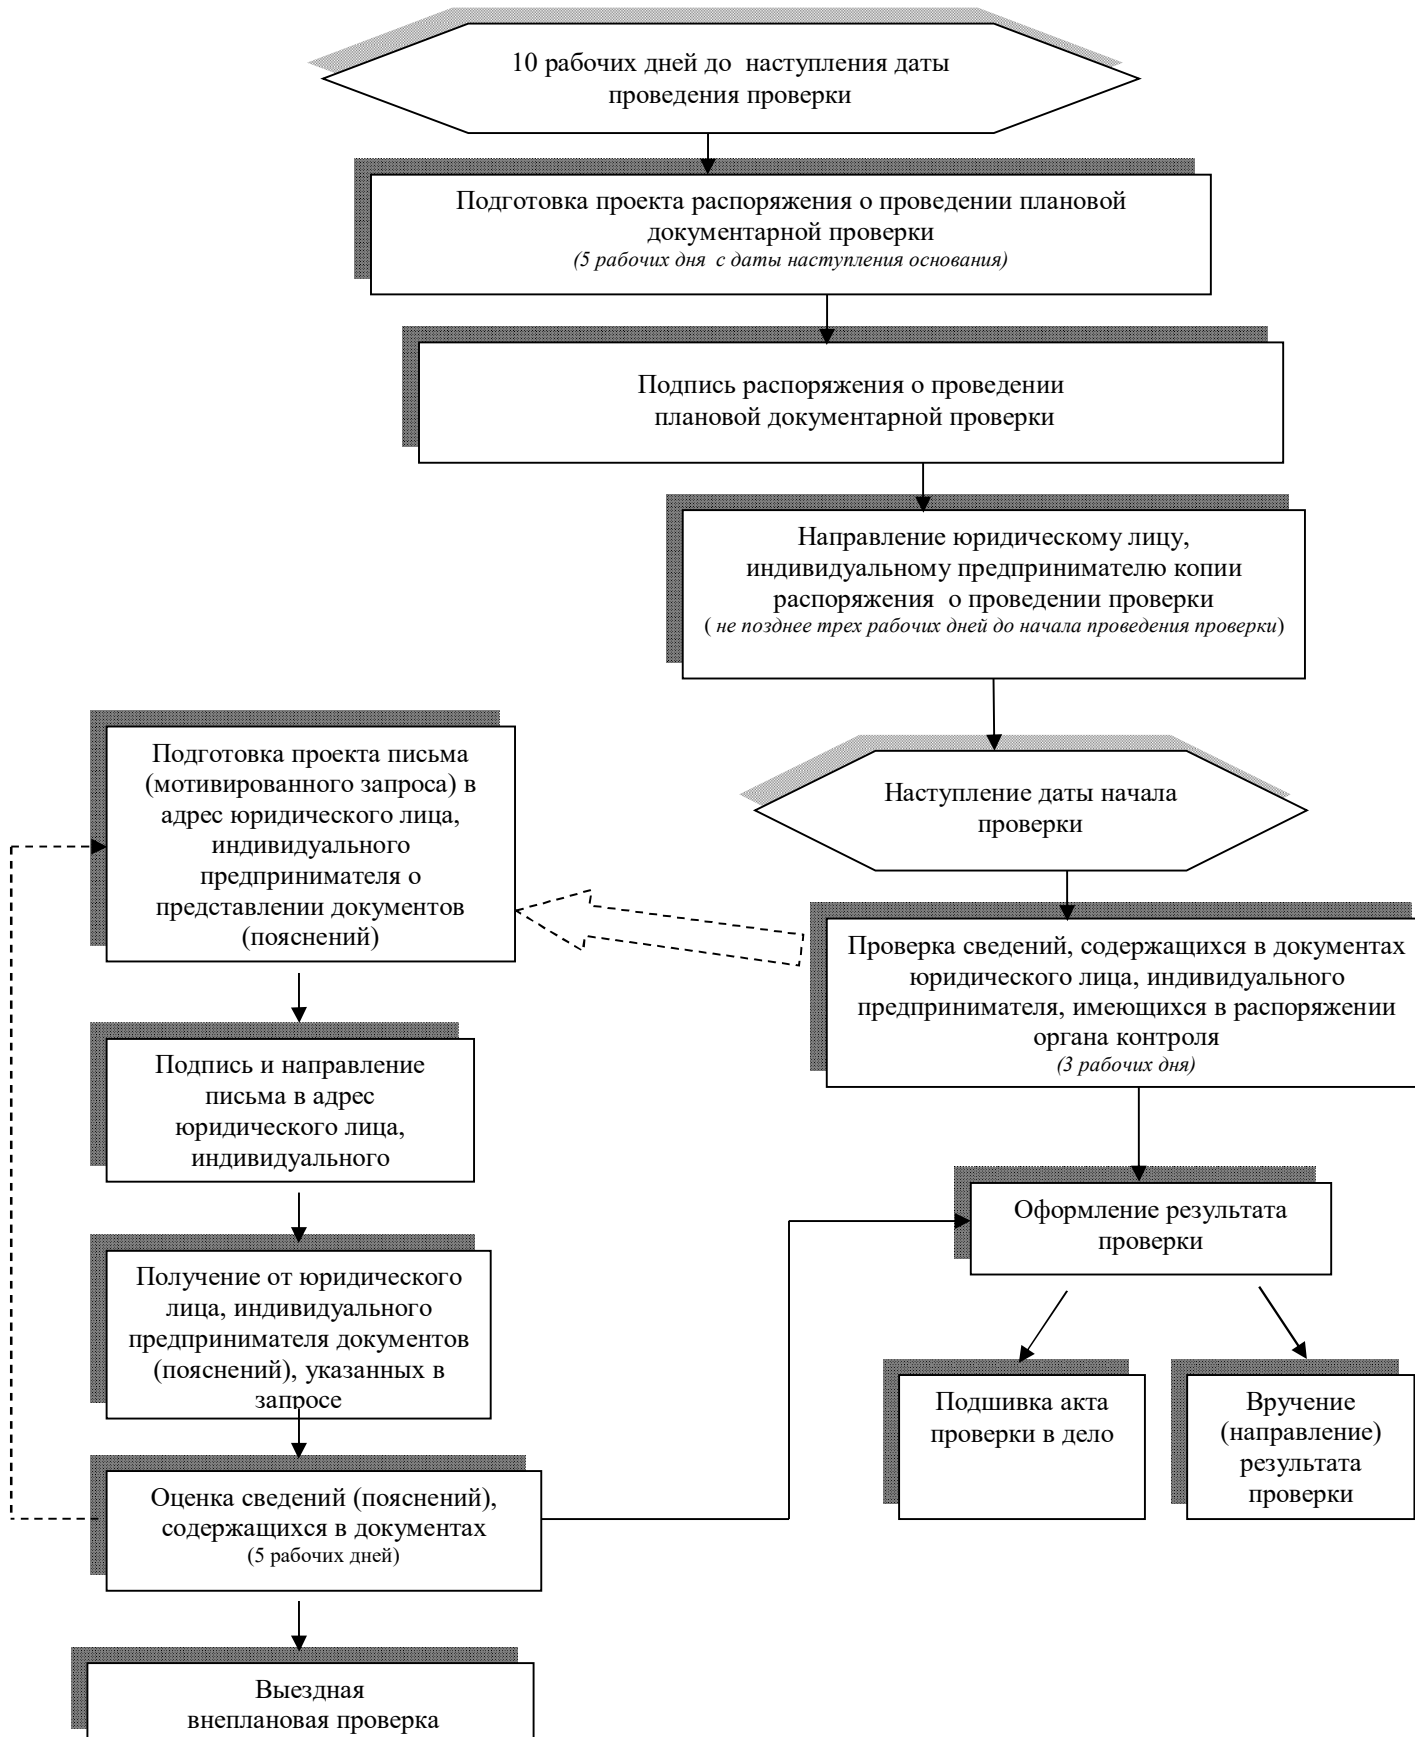 10 рабочих дней до наступления даты
проведения проверки
Подготовка проекта распоряжения о проведении плановой
документарной проверки
(5 рабочих дня с даты наступления основания)
Подпись распоряжения о проведении
плановой документарной проверки
Направление юридическому лицу,
индивидуальному предпринимателю копии
распоряжения о проведении проверки
( не позднее трех рабочих дней до начала проведения проверки)
Наступление даты начала
проверки
Проверка сведений, содержащихся в документах
юридического лица, индивидуального
предпринимателя, имеющихся в распоряжении
органа контроля
(3 рабочих дня)
Подготовка проекта письма
(мотивированного запроса) в
адрес юридического лица,
индивидуального
предпринимателя о
представлении документов
(пояснений)
Подпись и направление
письма в адрес
юридического лица,
индивидуального
Получение от юридического
лица, индивидуального
предпринимателя документов
(пояснений), указанных в
запросе
Оценка сведений (пояснений),
содержащихся в документах
(5 рабочих дней)
Выездная
внеплановая проверка
Оформление результата
проверки
Подшивка акта
проверки в дело
Вручение
(направление)
результата
проверки